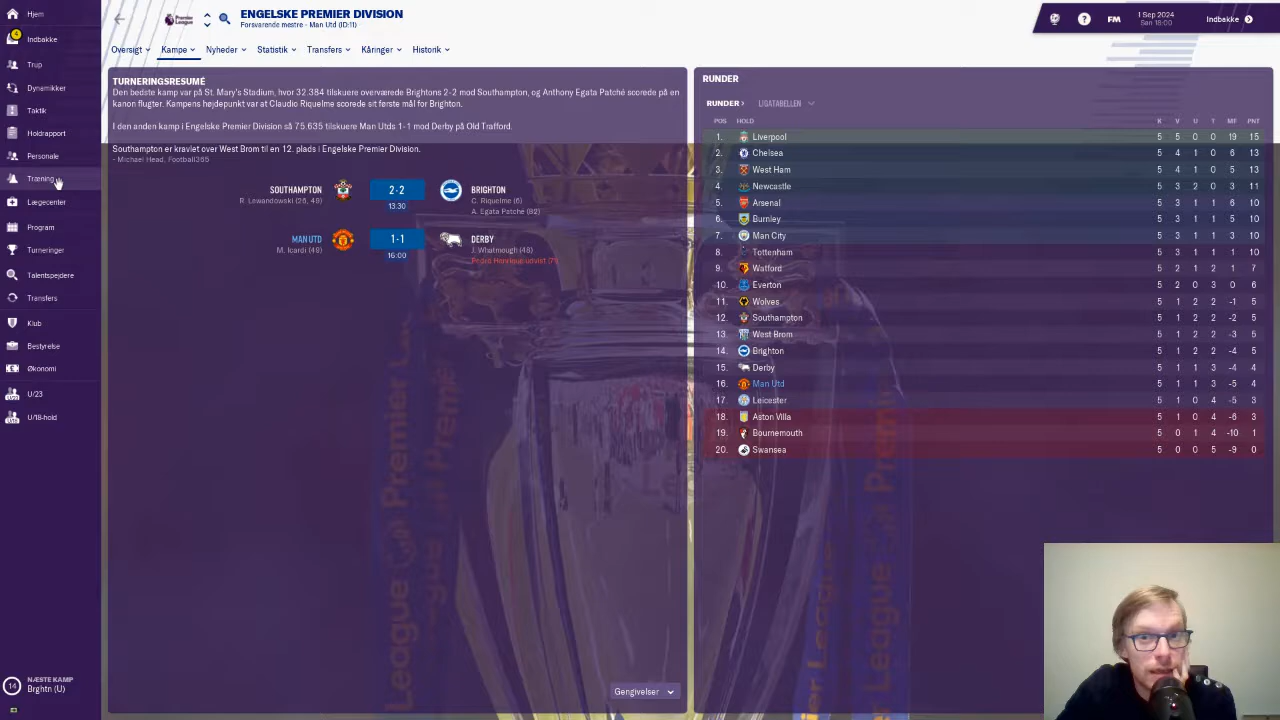 Hjem
4
Indbakke
Trup
Dynamikker
Taktik
Holdrapport
Personale
Træning
Lægecenter
Program
Turneringer
Talentspejdere
Transfers
Klub
Bestyrelse
Økonomi
U/23
U/18-hold
14
NÆSTE KAMP
Brghtn (U)
Premier League
ENGELSKE PREMIER DIVISION
Forsvarende mestre - Man Utd (ID:11)
FM
1 Sep 2024
Søn 18:00
Indbakke
Oversigt
Kampe
Nyheder
Statistik
Transfers
Kåringer
Historik
TURNERINGSRESUMÉ
Den bedste kamp var på St. Mary's Stadium, hvor 32.384 tilskuere overværede Brightons 2-2 mod Southampton, og Anthony Egata Patché scorede på en
kanon flugter. Kampens højdepunkt var at Claudio Riquelme scorede sit første mål for Brighton.
I den anden kamp i Engelske Premier Division så 75.635 tilskuere Man Utds 1-1 mod Derby på Old Trafford.
Southampton er kravlet over West Brom til en 12. plads i Engelske Premier Division.
- Michael Head, Football365
SOUTHAMPTON 2-2 BRIGHTON
R. Lewandowski (26, 49) 13:30 C. Riquelme (6)
A. Egata Patché (82)
MAN UTD 1-1 DERBY
M. Icardi (49) 16:00 J. Whatmough (48)
Pedro Henrique udvist
Gengivelser
RUNDER
RUNDER LIGATABELLEN
POS HOLD K V U T MF PNT
1. Liverpool 5 5 0 0 19 15
2. Chelsea 5 4 1 0 6 13
3. West Ham 5 4 1 0 5 13
4. Newcastle 5 3 2 0 3 11
5. Arsenal 5 3 1 1 6 10
6. Burnley 5 3 1 1 5 10
7. Man City 5 3 1 1 3 10
8. Tottenham 5 3 1 1 1 10
9. Watford 5 2 1 2 1 7
10. Everton 5 2 0 3 0 6
11. Wolves 5 1 2 2 -1 5
12. Southampton 5 1 2 2 -2 5
13. West Brom 5 1 2 2 -3 5
14. Brighton 5 1 2 2 -4 5
15. Derby 5 1 1 3 -4 4
16. Man Utd 5 1 1 3 -5 4
17. Leicester 5 1 0 4 -5 3
18. Aston Villa 5 1 0 4 -6 3
19. Bournemouth 5 0 1 4 -10 1
20. Swansea 5 0 0 5 -9 0